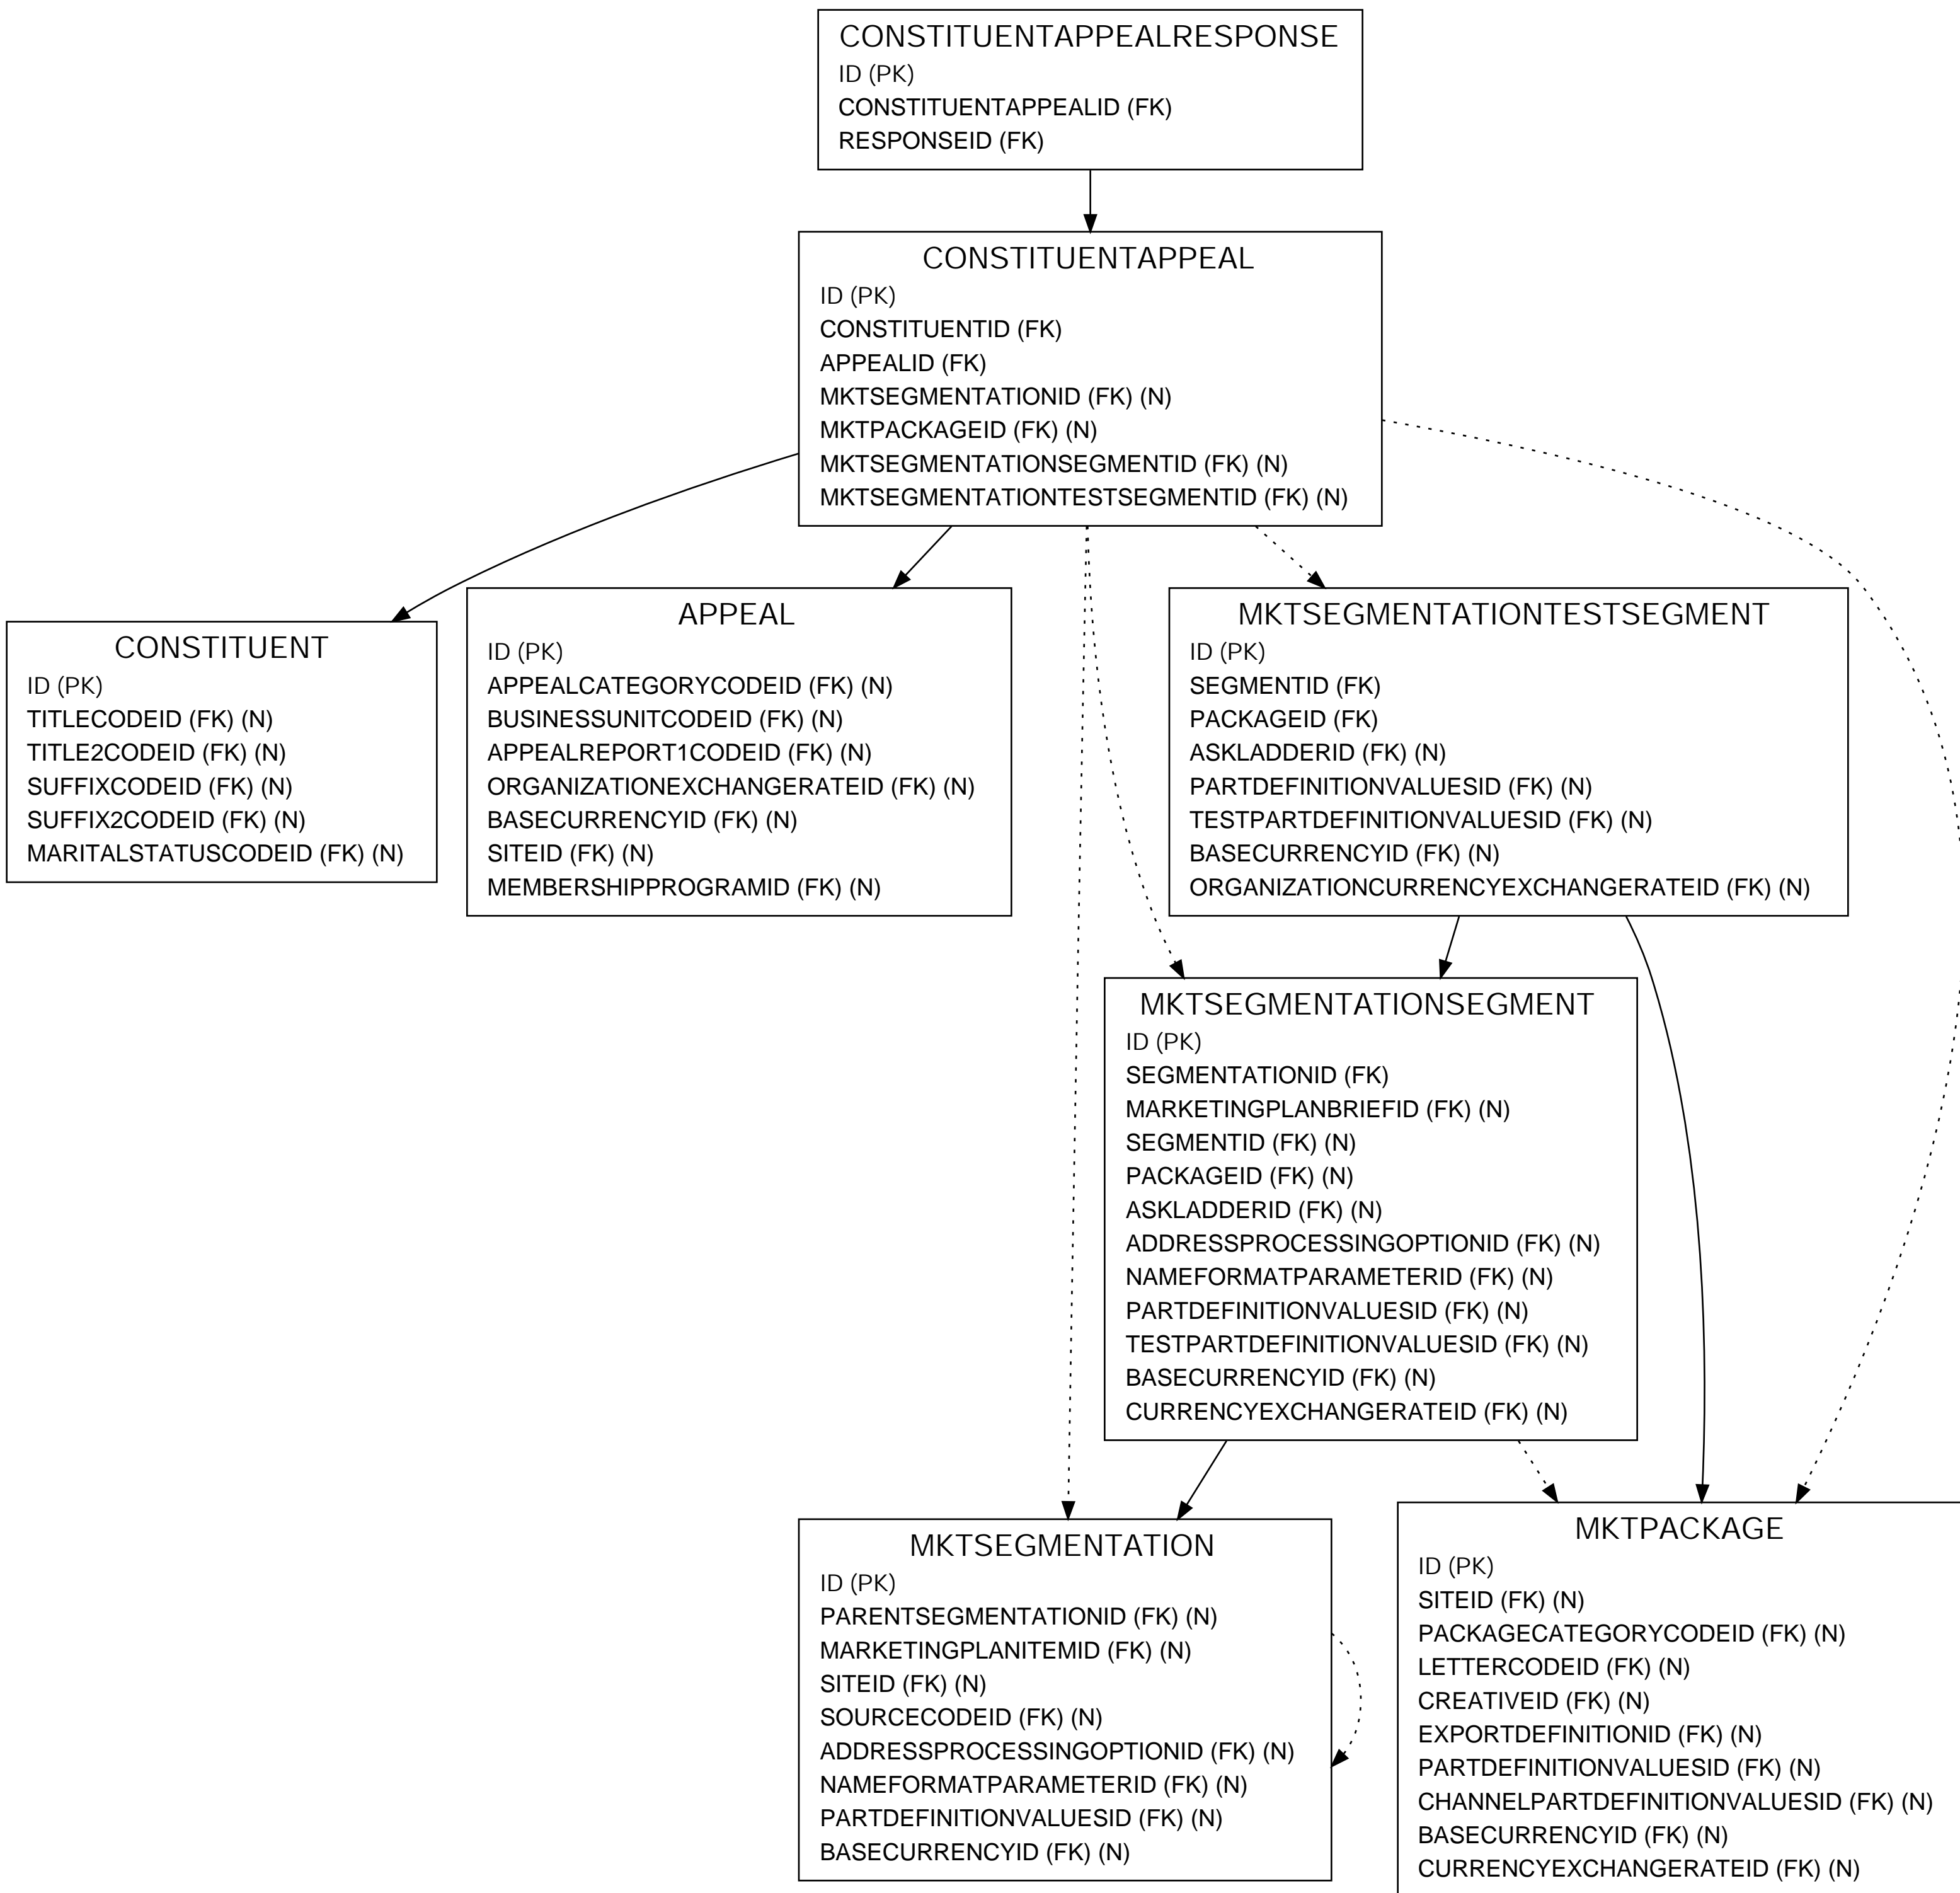 CONSTITUENTAPPEALRESPONSE
ID (PK)
CONSTITUENTAPPEALID (FK)
RESPONSEID (FK)
CONSTITUENTAPPEAL
ID (PK)
CONSTITUENTID (FK)
APPEALID (FK)
MKTSEGMENTATIONID (FK) (N)
MKTPACKAGEID (FK) (N)
MKTSEGMENTATIONSEGMENTID (FK) (N)
MKTSEGMENTATIONTESTSEGMENTID (FK) (N)
CONSTITUENT
ID (PK)
TITLECODEID (FK) (N)
TITLE2CODEID (FK) (N)
SUFFIXCODEID (FK) (N)
SUFFIX2CODEID (FK) (N)
MARITALSTATUSCODEID (FK) (N)
APPEAL
ID (PK)
APPEALCATEGORYCODEID (FK) (N)
BUSINESSUNITCODEID (FK) (N)
APPEALREPORT1CODEID (FK) (N)
ORGANIZATIONEXCHANGERATEID (FK) (N)
BASECURRENCYID (FK) (N)
SITEID (FK) (N)
MEMBERSHIPPROGRAMID (FK) (N)
MKTSEGMENTATIONTESTSEGMENT
ID (PK)
SEGMENTID (FK)
PACKAGEID (FK)
ASKLADDERID (FK) (N)
PARTDEFINITIONVALUESID (FK) (N)
TESTPARTDEFINITIONVALUESID (FK) (N)
BASECURRENCYID (FK) (N)
ORGANIZATIONCURRENCYEXCHANGERATEID (FK) (N)
MKTSEGMENTATIONSEGMENT
ID (PK)
SEGMENTATIONID (FK)
MARKETINGPLANBRIEFID (FK) (N)
SEGMENTID (FK) (N)
PACKAGEID (FK) (N)
ASKLADDERID (FK) (N)
ADDRESSPROCESSINGOPTIONID (FK) (N)
NAMEFORMATPARAMETERID (FK) (N)
PARTDEFINITIONVALUESID (FK) (N)
TESTPARTDEFINITIONVALUESID (FK) (N)
BASECURRENCYID (FK) (N)
CURRENCYEXCHANGERATEID (FK) (N)
MKTSEGMENTATION
ID (PK)
PARENTSEGMENTATIONID (FK) (N)
MARKETINGPLANITEMID (FK) (N)
SITEID (FK) (N)
SOURCECODEID (FK) (N)
ADDRESSPROCESSINGOPTIONID (FK) (N)
NAMEFORMATPARAMETERID (FK) (N)
PARTDEFINITIONVALUESID (FK) (N)
BASECURRENCYID (FK) (N)
MKTPACKAGE
ID (PK)
SITEID (FK) (N)
PACKAGECATEGORYCODEID (FK) (N)
LETTERCODEID (FK) (N)
CREATIVEID (FK) (N)
EXPORTDEFINITIONID (FK) (N)
PARTDEFINITIONVALUESID (FK) (N)
CHANNELPARTDEFINITIONVALUESID (FK) (N)
BASECURRENCYID (FK) (N)
CURRENCYEXCHANGERATEID (FK) (N)